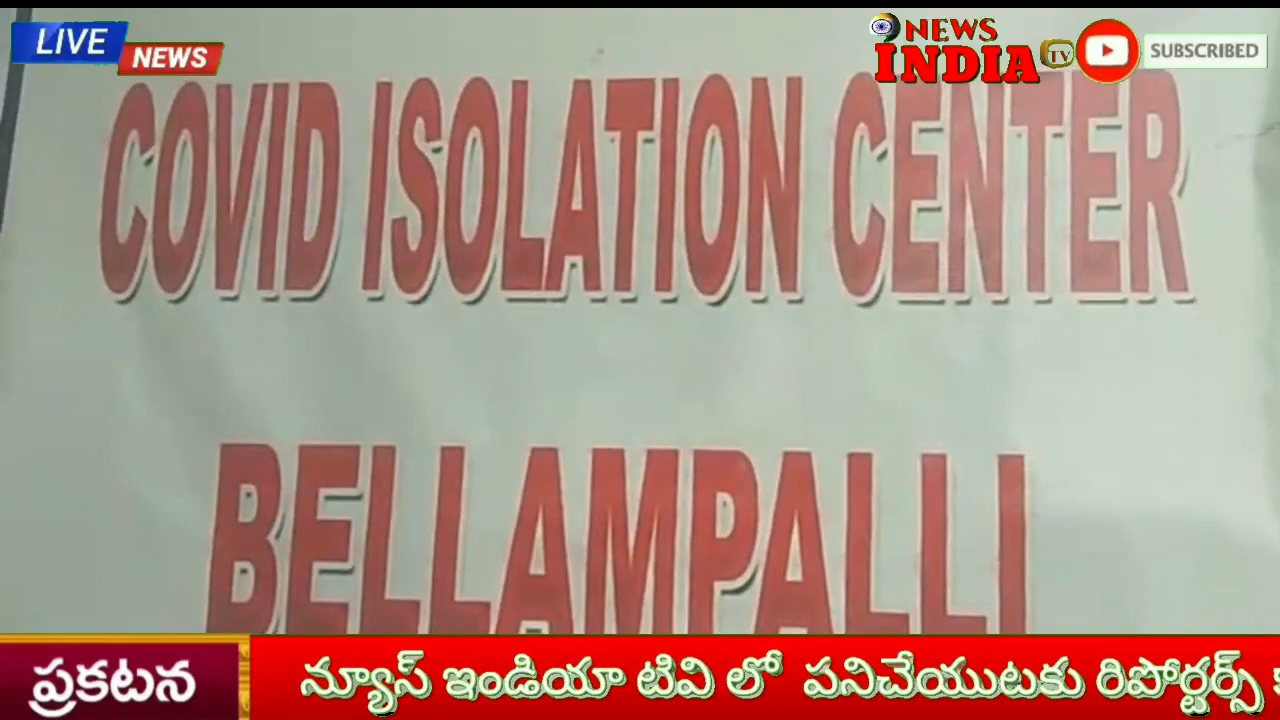 LIVE
NEWS
NEWS
INDIA
TV
SUBSCRIBED
COVID ISOLATION CENTER
BELLAMPALLI
ప్రకటన
న్యూస్ ఇండియా టివి లో పనిచేయుటకు రిపోర్టర్స్